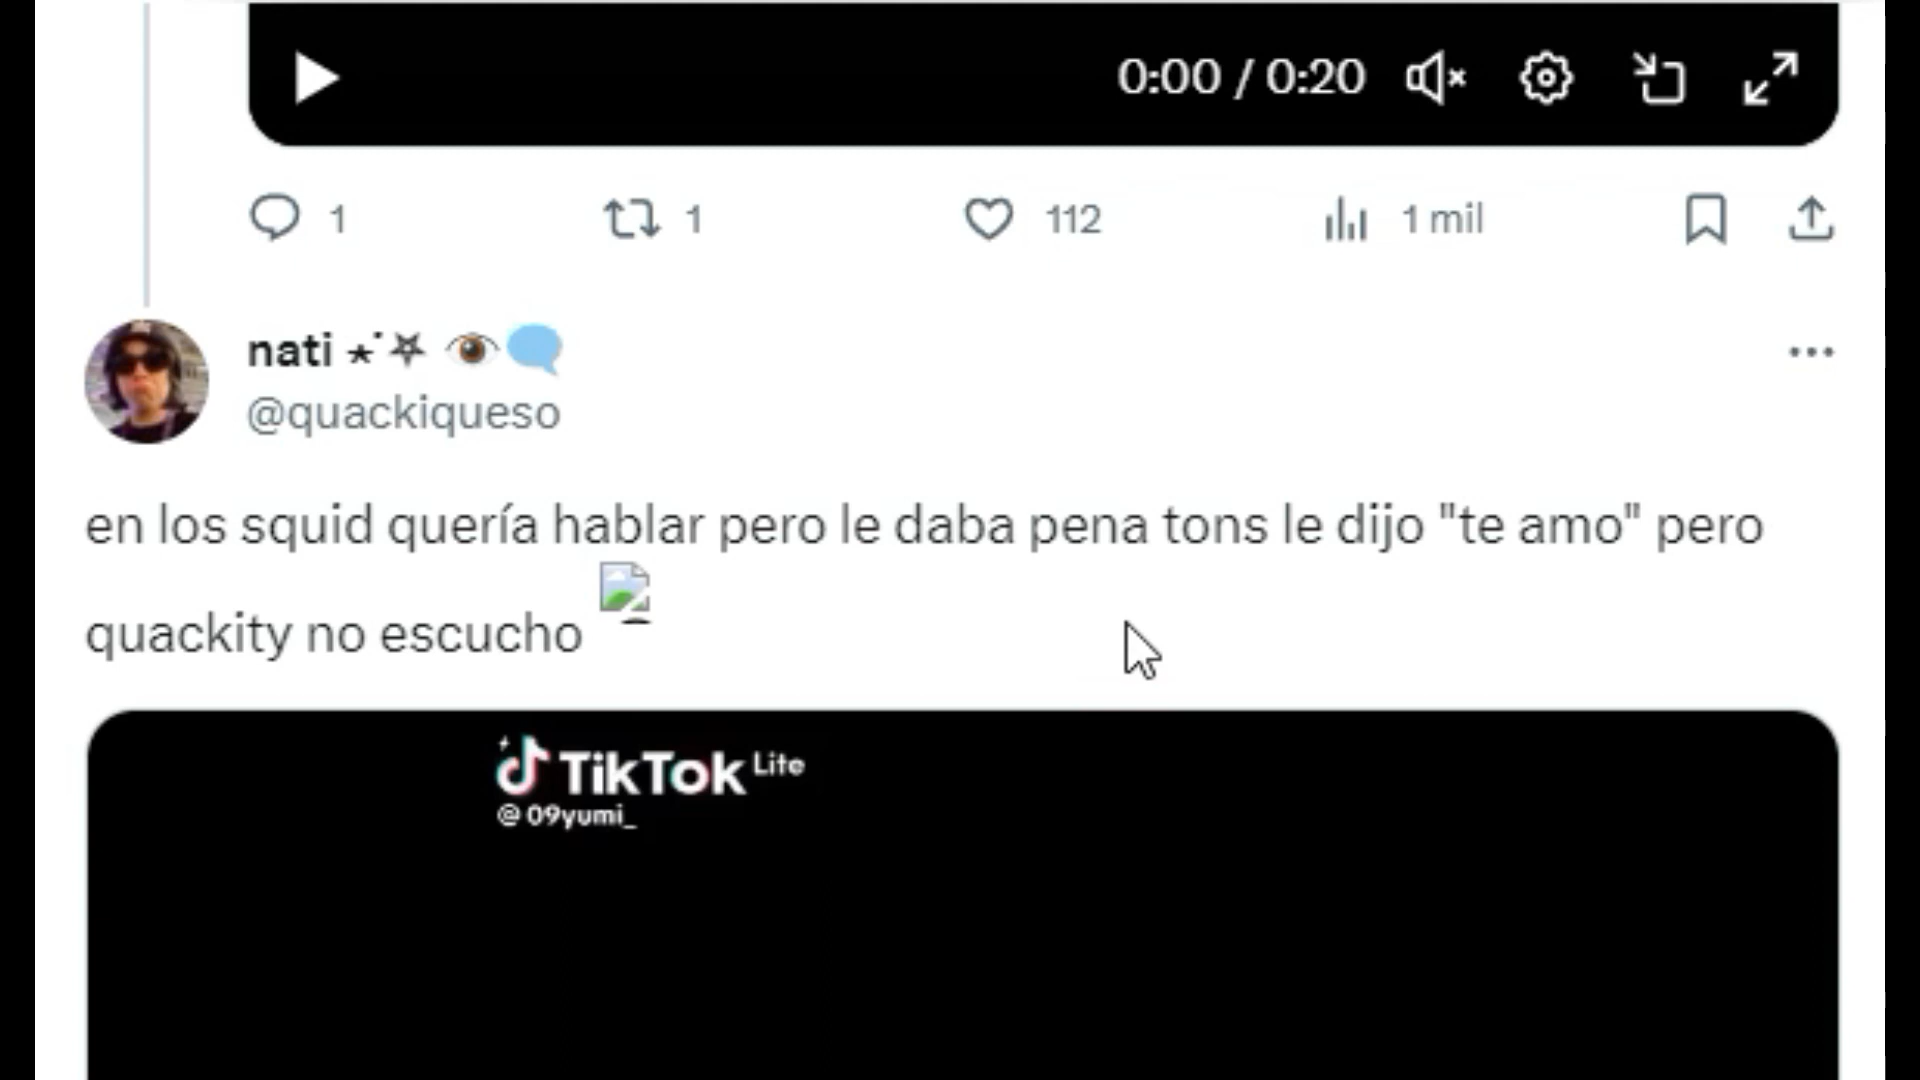 0:00 / 0:20
1 1 112 1 mil
nati ⋆˙⛧ 👁️🗨️
@quackiqueso
en los squid quería hablar pero le daba pena tons le dijo "te amo" pero
quackity no escucho
TikTok Lite
@ 09yumi_